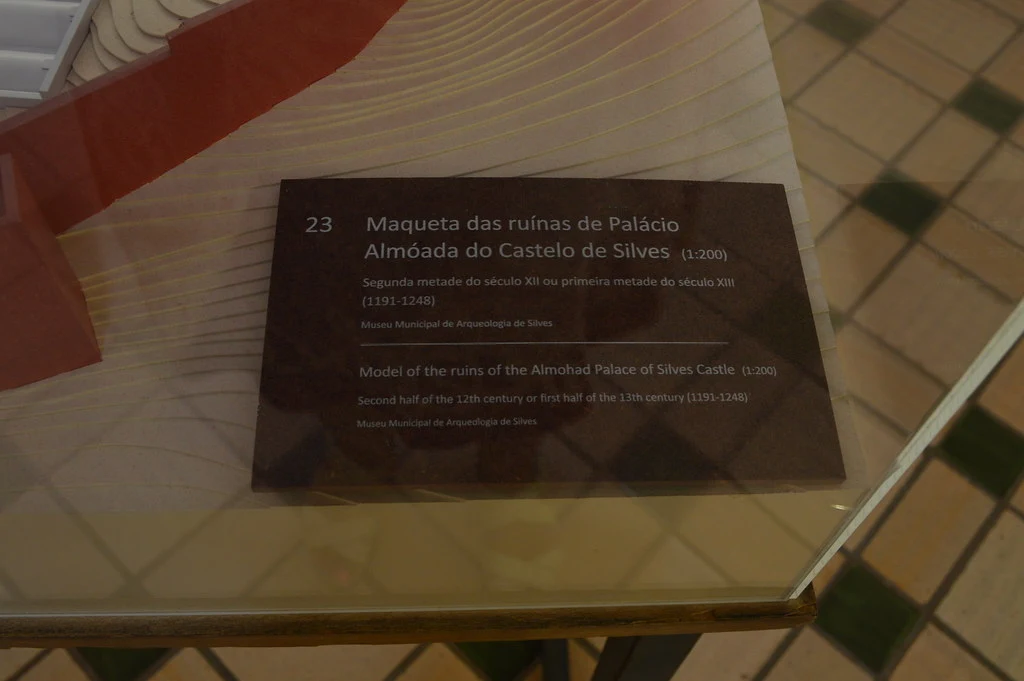 23 Maqueta das ruínas de Palácio
Almóada do Castelo de Silves (1:200)
Segunda metade do século XII ou primeira metade do século XIII
(1191-1248)
Museu Municipal de Arqueologia de Silves
Model of the ruins of the Almohad Palace of Silves Castle (1:200)
Second half of the 12th century or first half of the 13th century (1191-1248)
Museu Municipal de Arqueologia de Silves